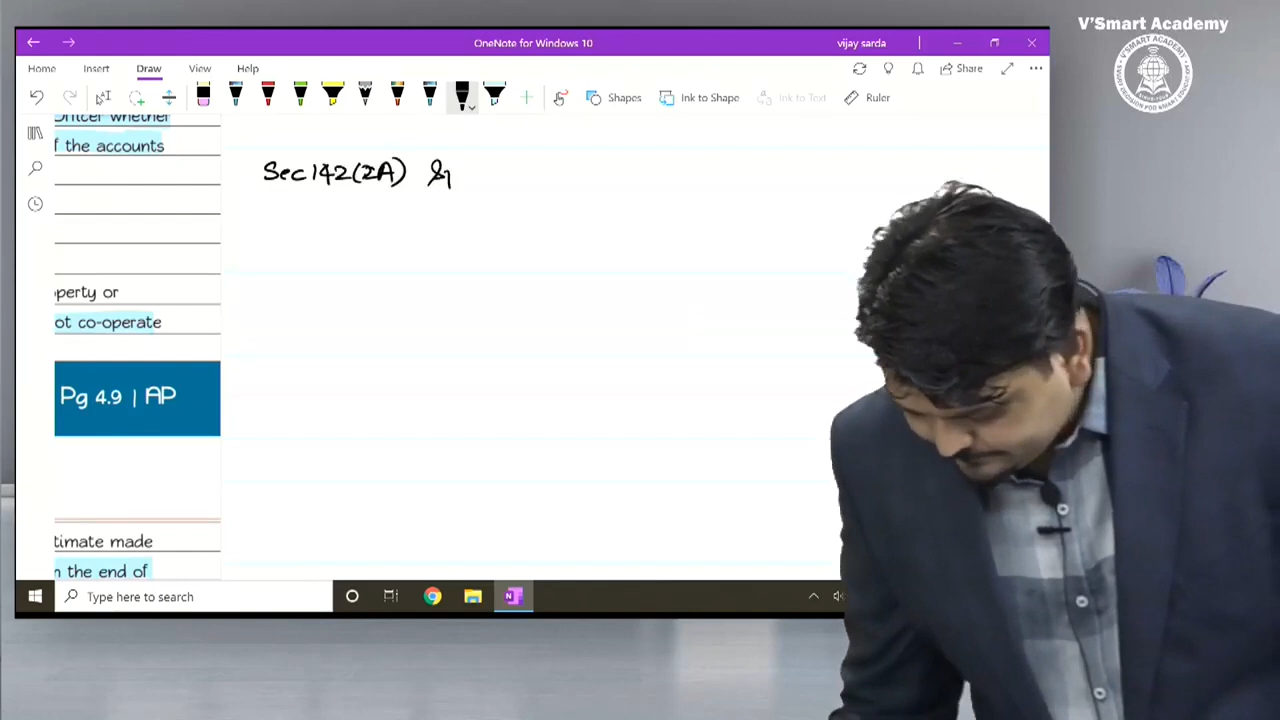 V'Smart Academy
OneNote for Windows 10
vijay sarda
Home Insert Draw View Help
Share
Shapes Ink to Shape Ink to Text Ruler
Officer whether
f the accounts
Sec 142(2A) &
perty or
ot co-operate
Pg 4.9 | AP
timate made
n the end of
Type here to search